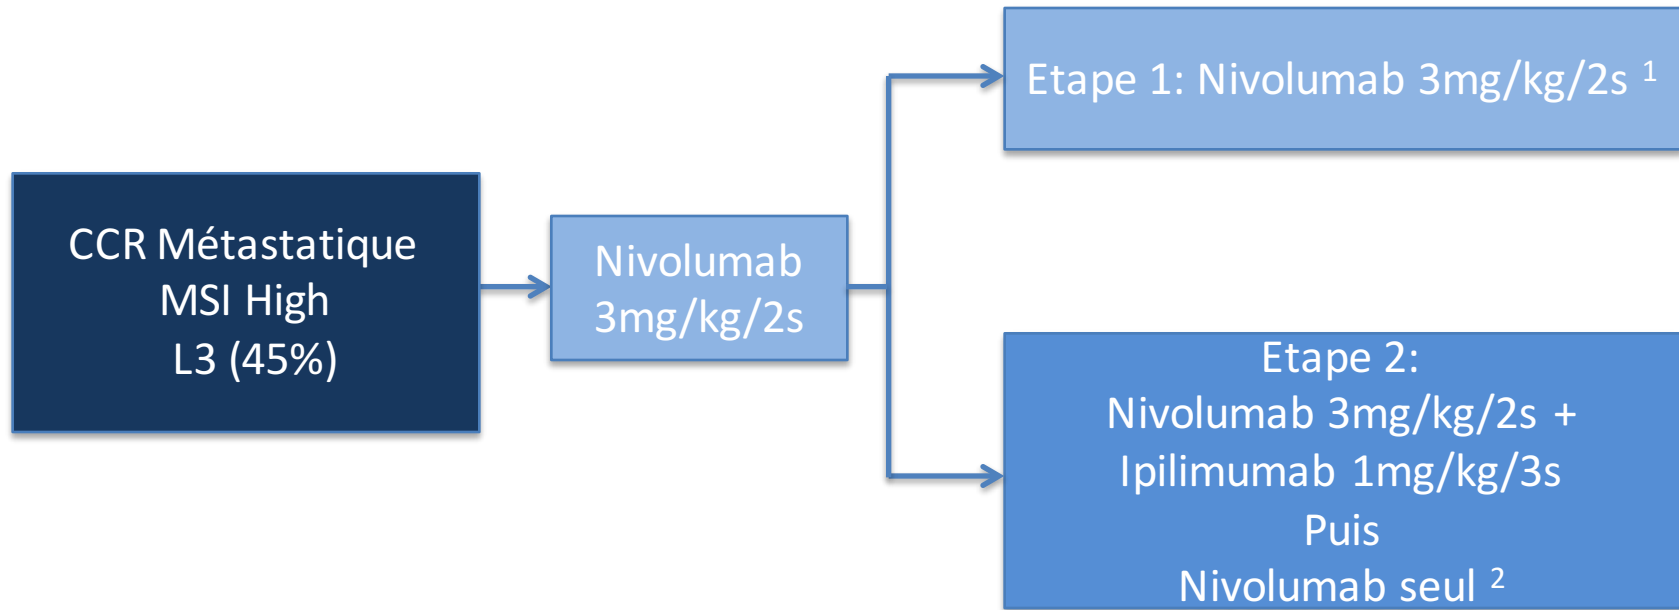 CCR Métastatique
MSI High
L3 (45%)
Nivolumab
3mg/kg/2s
Etape 1: Nivolumab 3mg/kg/2s ¹
Etape 2:
Nivolumab 3mg/kg/2s +
Ipilimumab 1mg/kg/3s
Puis
Nivolumab seul ²